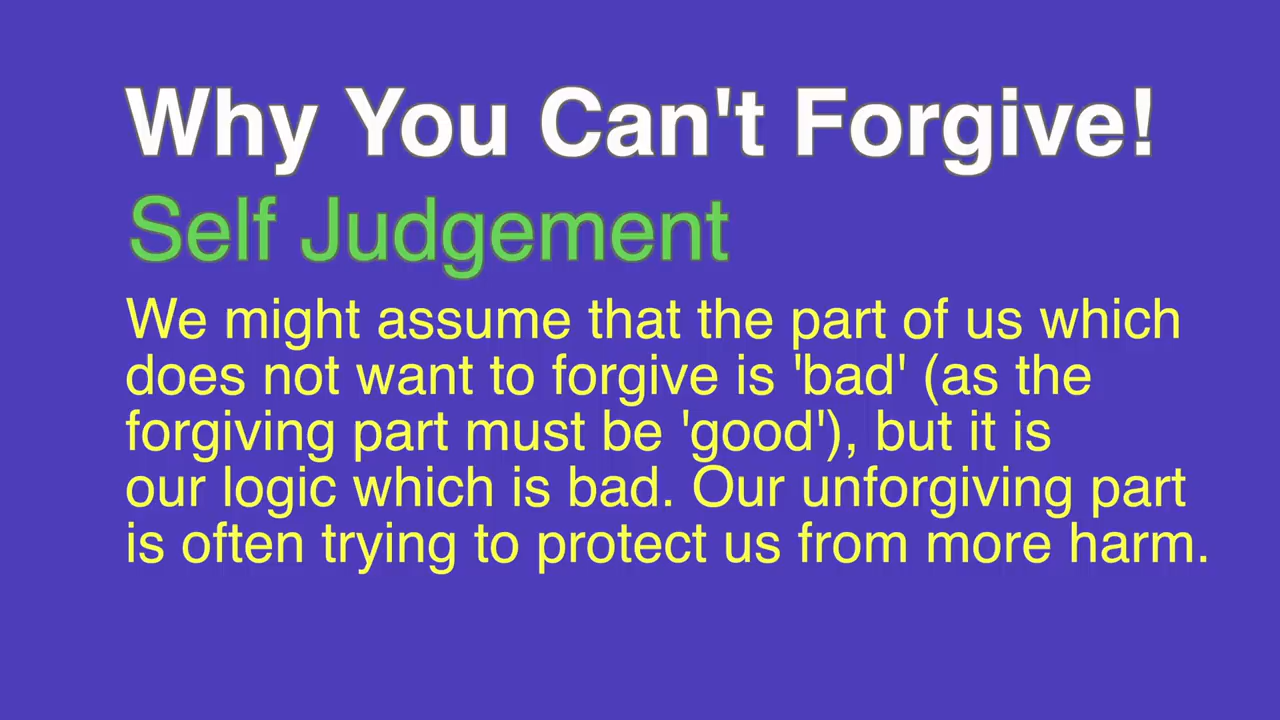 Why You Can't Forgive!
Self Judgement
We might assume that the part of us which
does not want to forgive is 'bad' (as the
forgiving part must be 'good'), but it is
our logic which is bad. Our unforgiving part
is often trying to protect us from more harm.